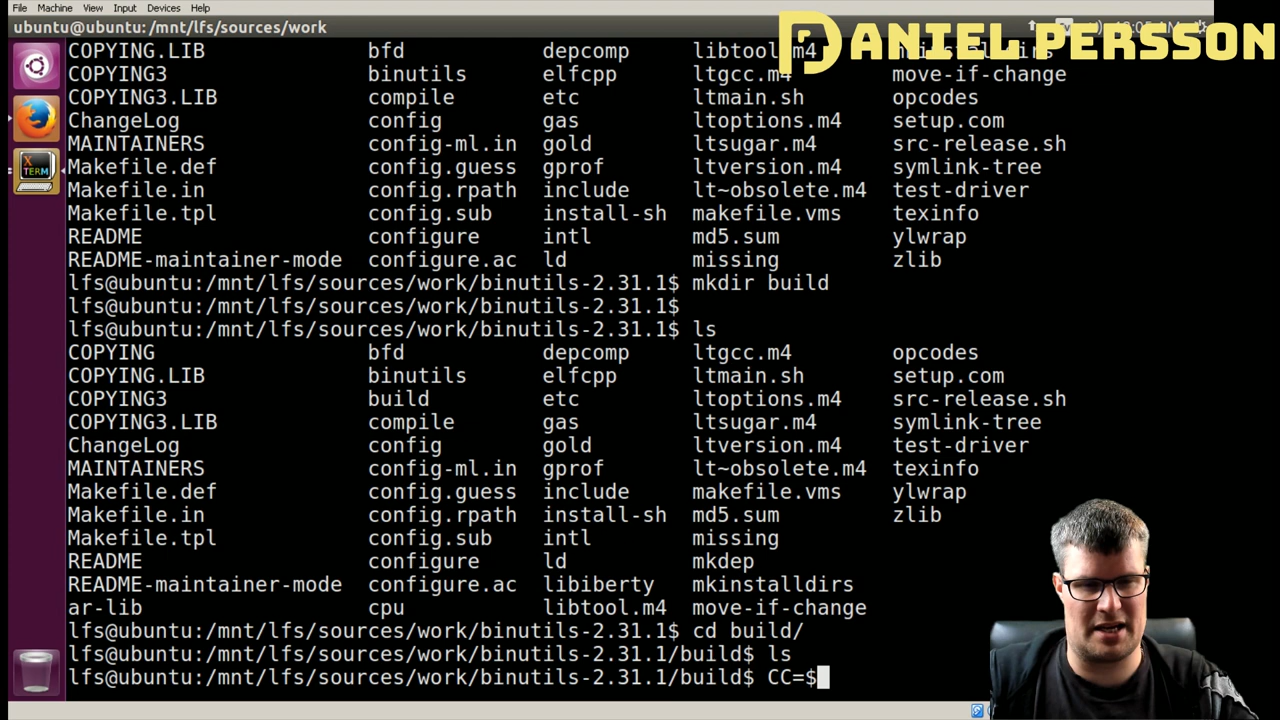 File Machine View Input Devices Help
ubuntu@ubuntu: /mnt/lfs/sources/work
DANIEL PERSSON
COPYING.LIB bfd depcomp libtool.m4
COPYING3 binutils elfcpp ltgcc.m4 move-if-change
COPYING3.LIB compile etc ltmain.sh opcodes
ChangeLog config gas ltoptions.m4 setup.com
MAINTAINERS config-ml.in gold ltsugar.m4 src-release.sh
Makefile.def config.guess gprof ltversion.m4 symlink-tree
Makefile.in config.rpath include lt~obsolete.m4 test-driver
Makefile.tpl config.sub install-sh makefile.vms texinfo
README configure intl md5.sum ylwrap
README-maintainer-mode configure.ac ld missing zlib
lfs@ubuntu:/mnt/lfs/sources/work/binutils-2.31.1$ mkdir build
lfs@ubuntu:/mnt/lfs/sources/work/binutils-2.31.1$
lfs@ubuntu:/mnt/lfs/sources/work/binutils-2.31.1$ ls
COPYING bfd depcomp ltgcc.m4 opcodes
COPYING.LIB binutils elfcpp ltmain.sh setup.com
COPYING3 build etc ltoptions.m4 src-release.sh
COPYING3.LIB compile gas ltsugar.m4 symlink-tree
ChangeLog config gold ltversion.m4 test-driver
MAINTAINERS config-ml.in gprof lt~obsolete.m4 texinfo
Makefile.def config.guess include makefile.vms ylwrap
Makefile.in config.rpath install-sh md5.sum zlib
Makefile.tpl config.sub intl missing
README configure ld mkdep
README-maintainer-mode configure.ac libiberty mkinstalldirs
ar-lib cpu libtool.m4 move-if-change
lfs@ubuntu:/mnt/lfs/sources/work/binutils-2.31.1$ cd build/
lfs@ubuntu:/mnt/lfs/sources/work/binutils-2.31.1/build$ ls
lfs@ubuntu:/mnt/lfs/sources/work/binutils-2.31.1/build$ CC=$
X TERM